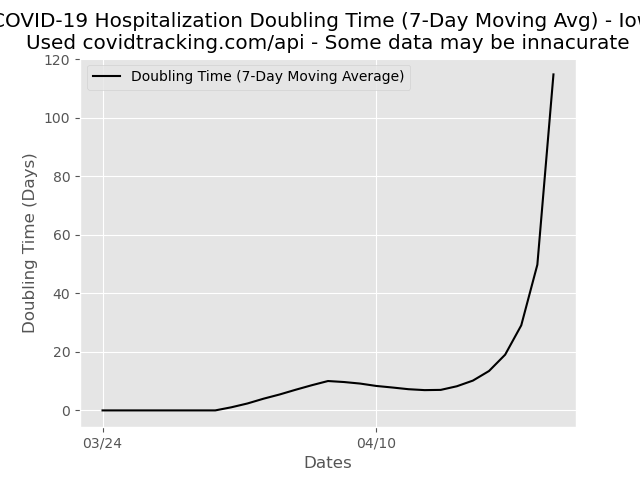 COVID-19 Hospitalization Doubling Time (7-Day Moving Avg) - Iow
Used covidtracking.com/api - Some data may be innacurate
Doubling Time (7-Day Moving Average)
120
100
80
60
40
20
0
Doubling Time (Days)
03/24
04/10
Dates